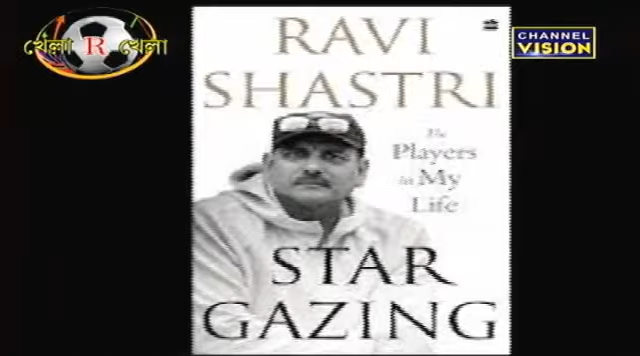 খেল্লা R খেলা
CHANNEL
VISION
RAVI
SHASTRI
The
Players
in My
Life
STAR
GAZING